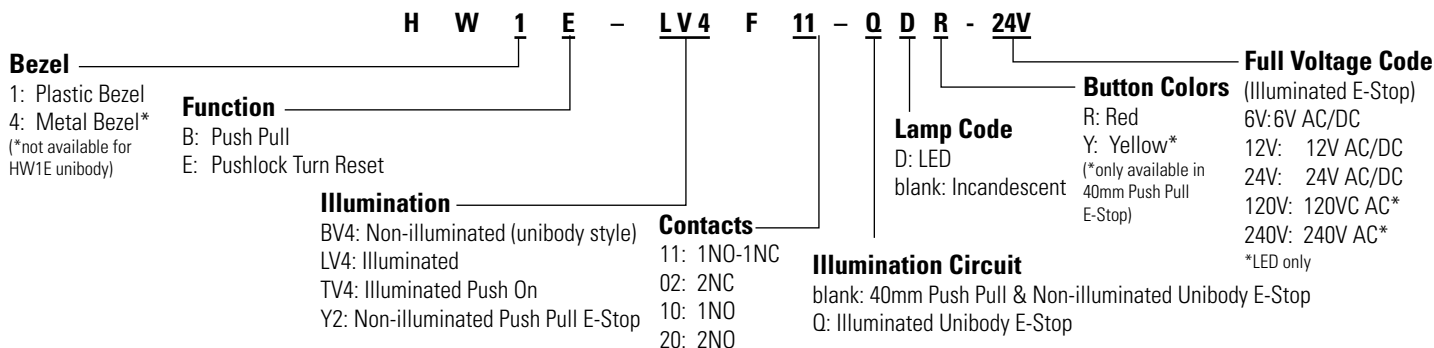 H W 1 E – LV4 F 11 – Q D R - 24V
Bezel
1: Plastic Bezel
4: Metal Bezel*
(*not available for
HW1E unibody)
Function
B: Push Pull
E: Pushlock Turn Reset
Illumination
BV4: Non-illuminated (unibody style)
LV4: Illuminated
TV4: Illuminated Push On
Y2: Non-illuminated Push Pull E-Stop
Contacts
11: 1NO-1NC
02: 2NC
10: 1NO
20: 2NO
Illumination Circuit
blank: 40mm Push Pull & Non-illuminated Unibody E-Stop
Q: Illuminated Unibody E-Stop
Lamp Code
D: LED
blank: Incandescent
Button Colors
R: Red
Y: Yellow*
(*only available in
40mm Push Pull
E-Stop)
Full Voltage Code
(Illuminated E-Stop)
6V:6V AC/DC
12V: 12V AC/DC
24V: 24V AC/DC
120V: 120VC AC*
240V: 240V AC*
*LED only